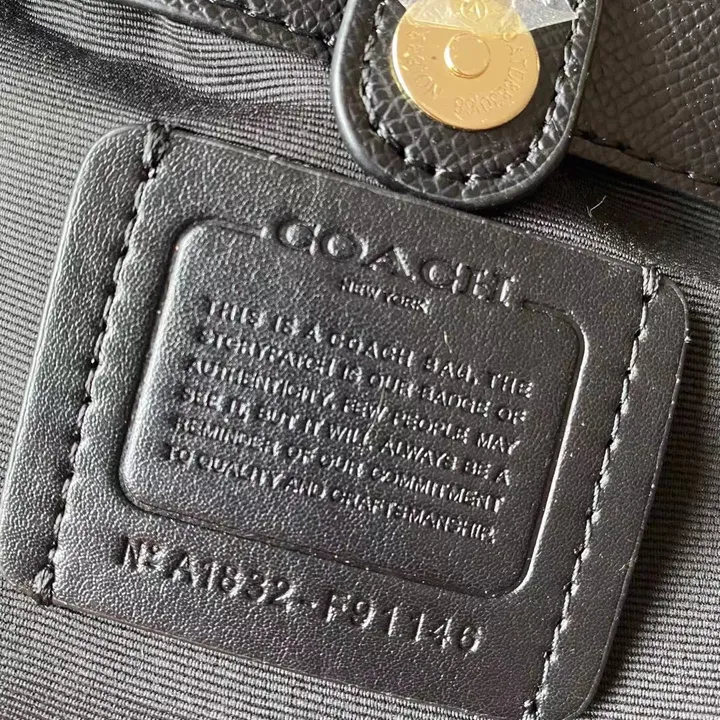 COACH
NEW YORK
THIS IS A COACH BAG. THE
STORYPATCH IS OUR BADGE OF
AUTHENTICITY. FEW PEOPLE MAY
SEE IT, BUT IT WILL ALWAYS BE A
REMINDER OF OUR COMMITMENT
TO QUALITY AND CRAFTSMANSHIP.
Nº A1832-F91146